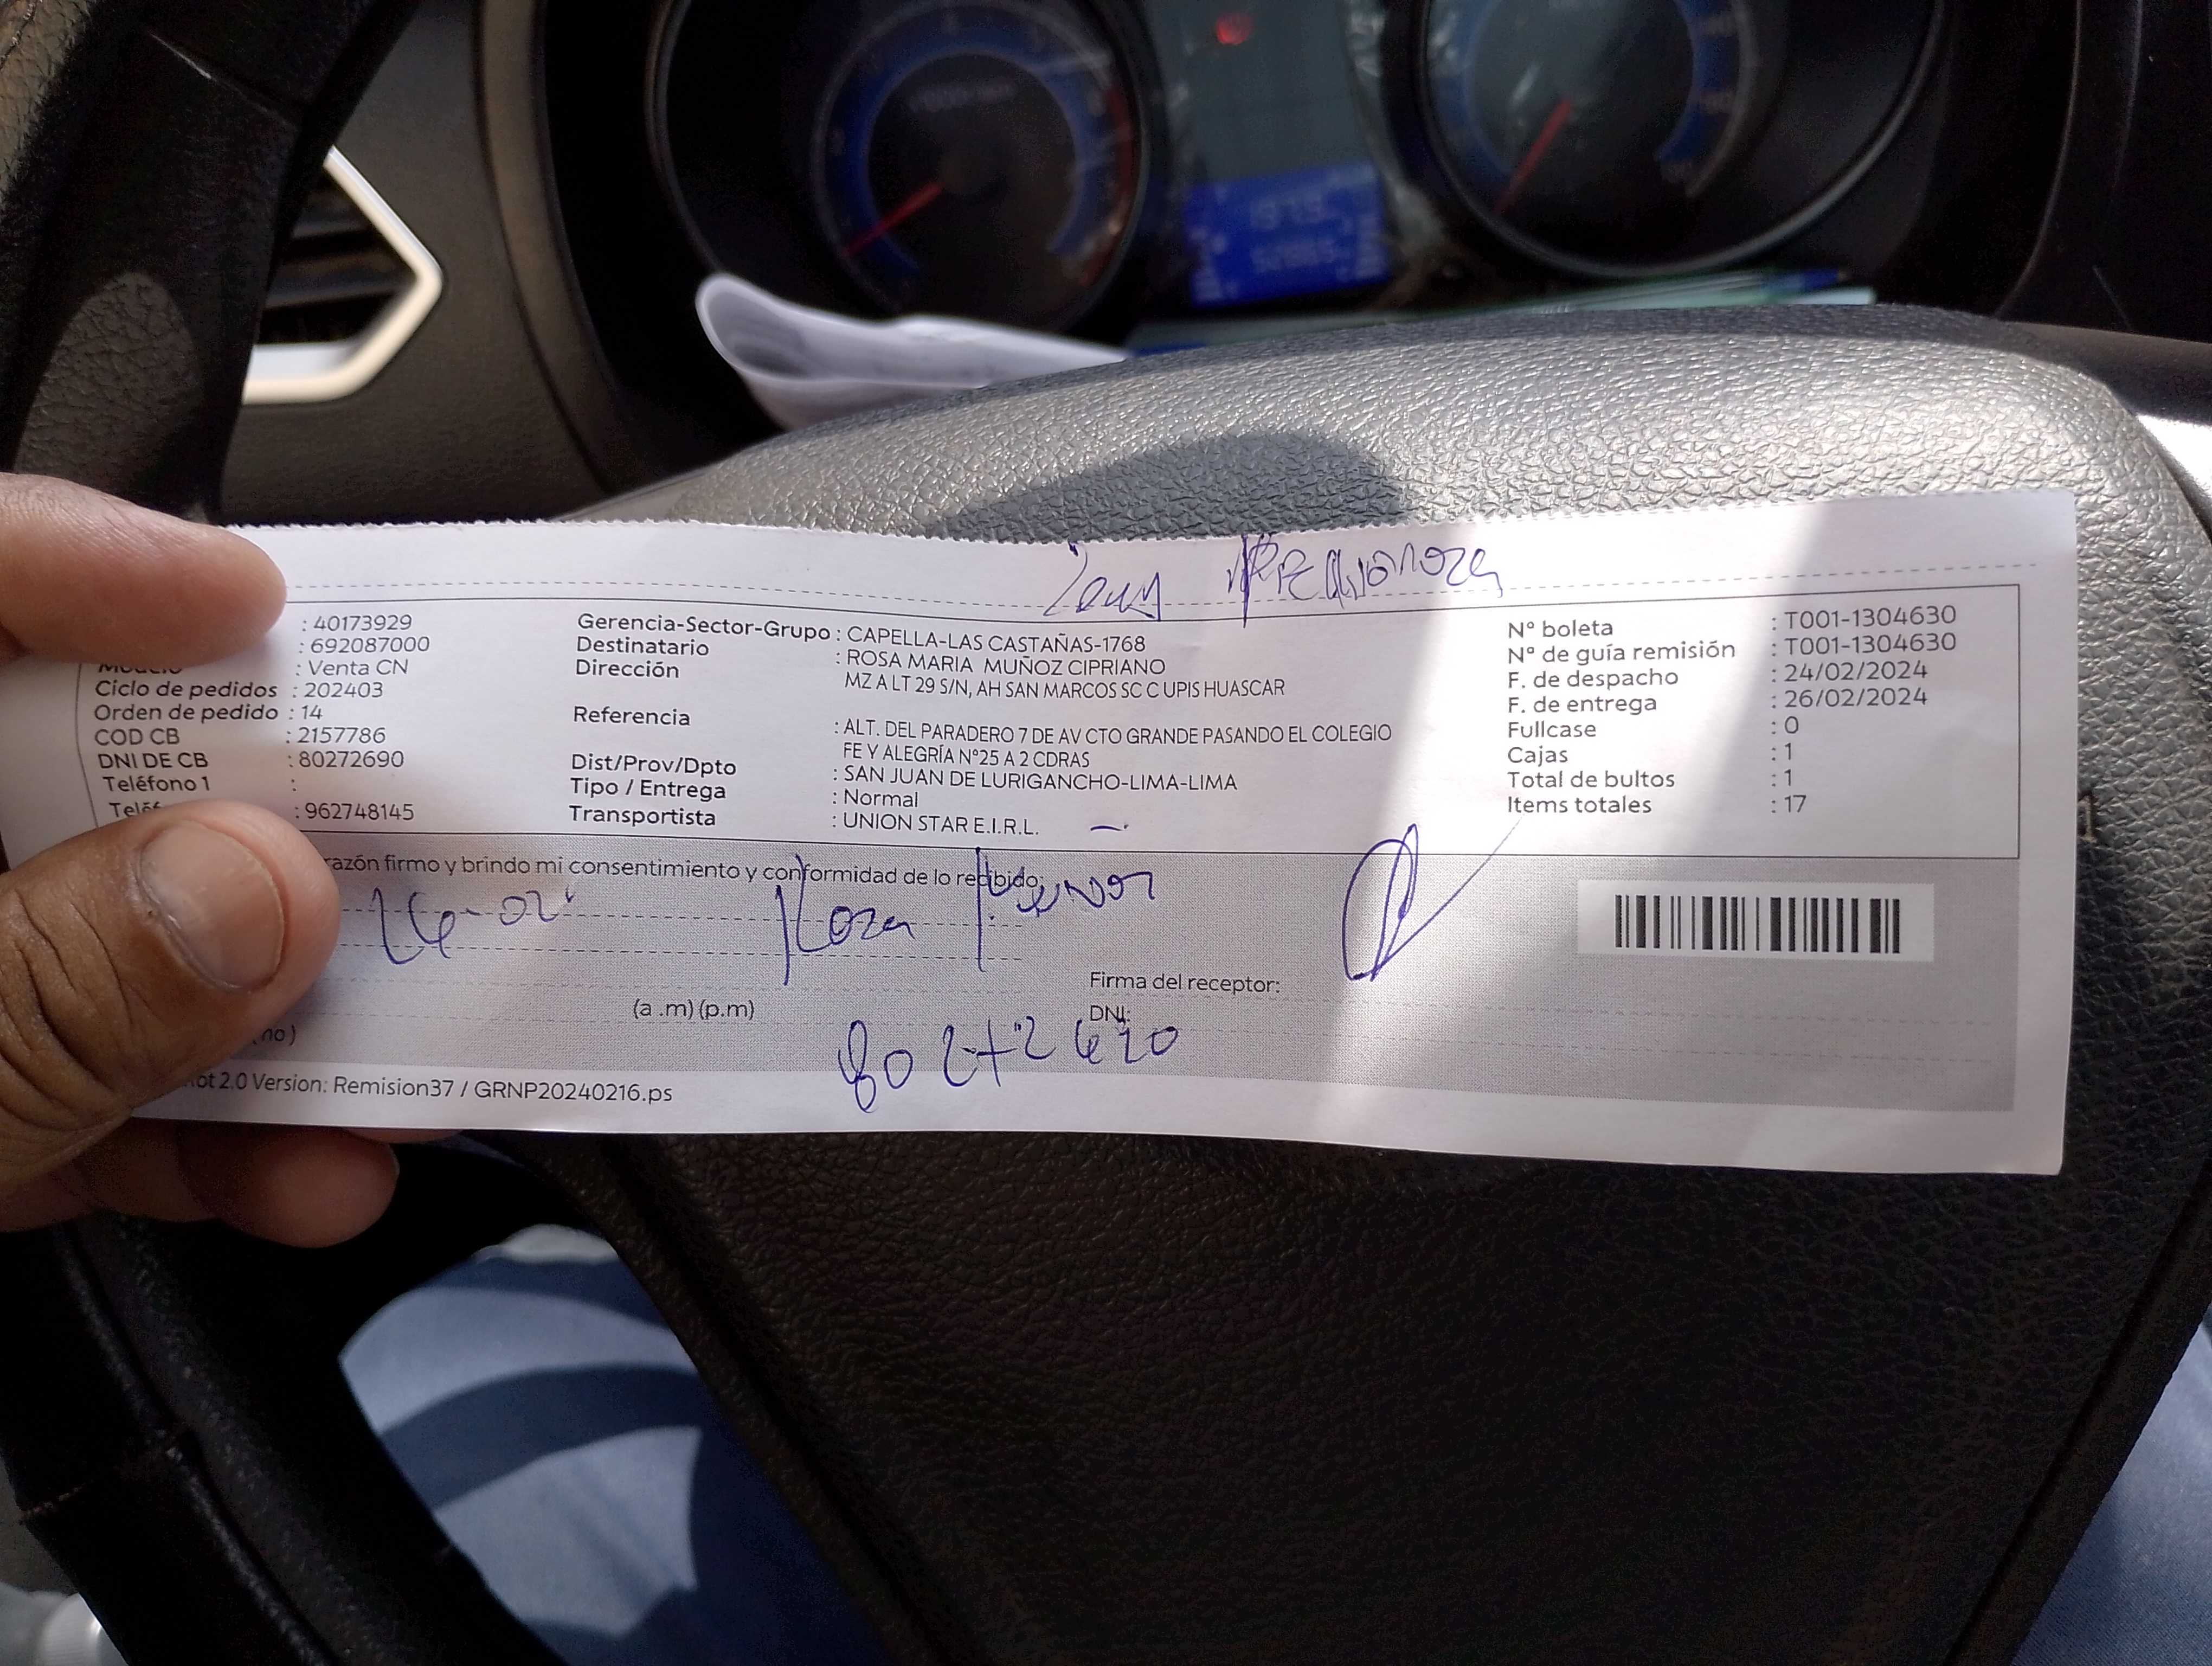 : 40173929
: 692087000
Modelo : Venta CN
Ciclo de pedidos : 202403
Orden de pedido : 14
COD CB : 2157786
DNI DE CB : 80272690
Teléfono 1 :
: 962748145
Gerencia-Sector-Grupo : CAPELLA-LAS CASTAÑAS-1768
Destinatario : ROSA MARIA MUÑOZ CIPRIANO
Dirección : MZ A LT 29 S/N, AH SAN MARCOS SC C UPIS HUASCAR
Referencia : ALT. DEL PARADERO 7 DE AV CTO GRANDE PASANDO EL COLEGIO
FE Y ALEGRÍA Nº25 A 2 CDRAS
Dist/Prov/Dpto : SAN JUAN DE LURIGANCHO-LIMA-LIMA
Tipo / Entrega : Normal
Transportista : UNION STAR E.I.R.L.
Nº boleta : T001-1304630
Nº de guía remisión : T001-1304630
F. de despacho : 24/02/2024
F. de entrega : 26/02/2024
Fullcase : 0
Cajas : 1
Total de bultos : 1
Items totales : 17
razón firmo y brindo mi consentimiento y conformidad de lo recibido:
Firma del receptor:
(a .m) (p.m)
DNI:
80272690
2.0 Version: Remision37 / GRNP20240216.ps